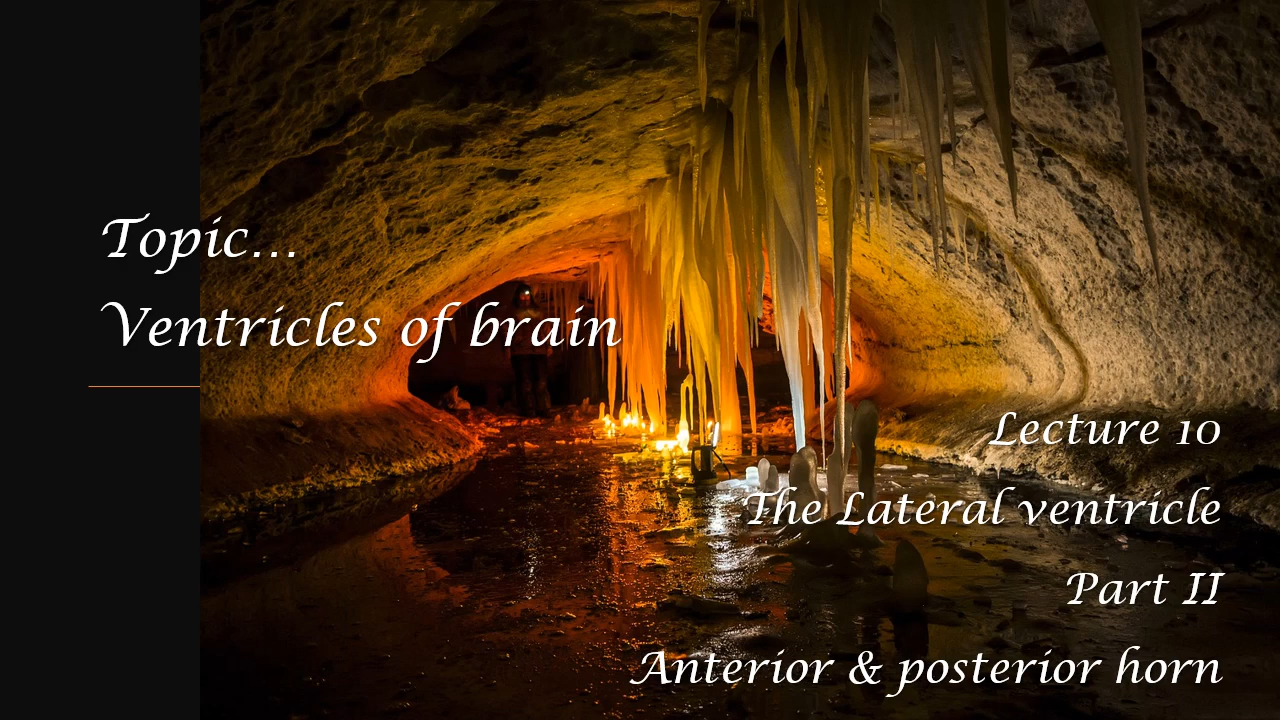 Topic...
Ventricles of brain
Lecture 10
The Lateral ventricle
Part II
Anterior & posterior horn